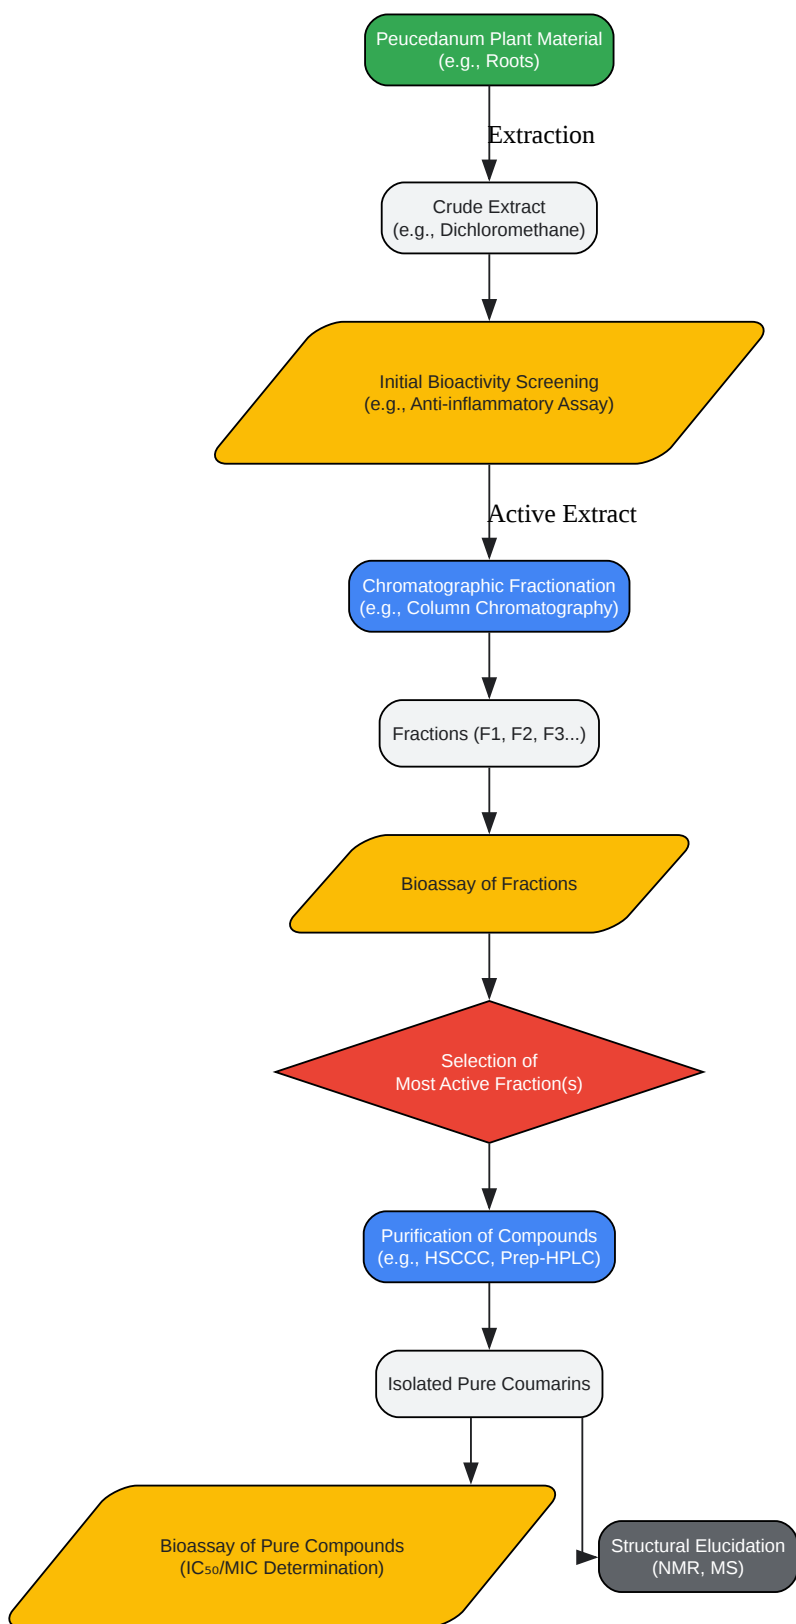 Peucedanum Plant Material
(e.g., Roots)
Extraction
Crude Extract
(e.g., Dichloromethane)
Initial Bioactivity Screening
(e.g., Anti-inflammatory Assay)
Active Extract
Chromatographic Fractionation
(e.g., Column Chromatography)
Fractions (F1, F2, F3...)
Bioassay of Fractions
Selection of
Most Active Fraction(s)
Purification of Compounds
(e.g., HSCCC, Prep-HPLC)
Isolated Pure Coumarins
Bioassay of Pure Compounds
(IC₅₀/MIC Determination)
Structural Elucidation
(NMR, MS)